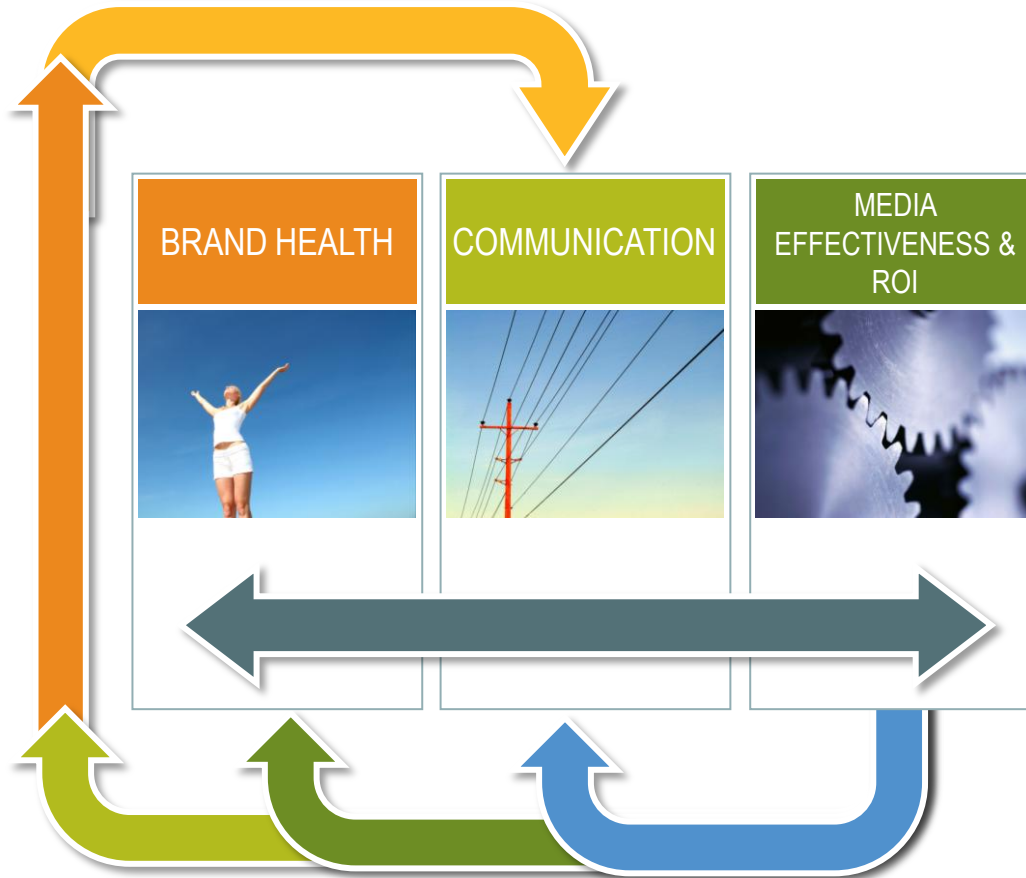 BRAND HEALTH
COMMUNICATION
MEDIA
EFFECTIVENESS &
ROI